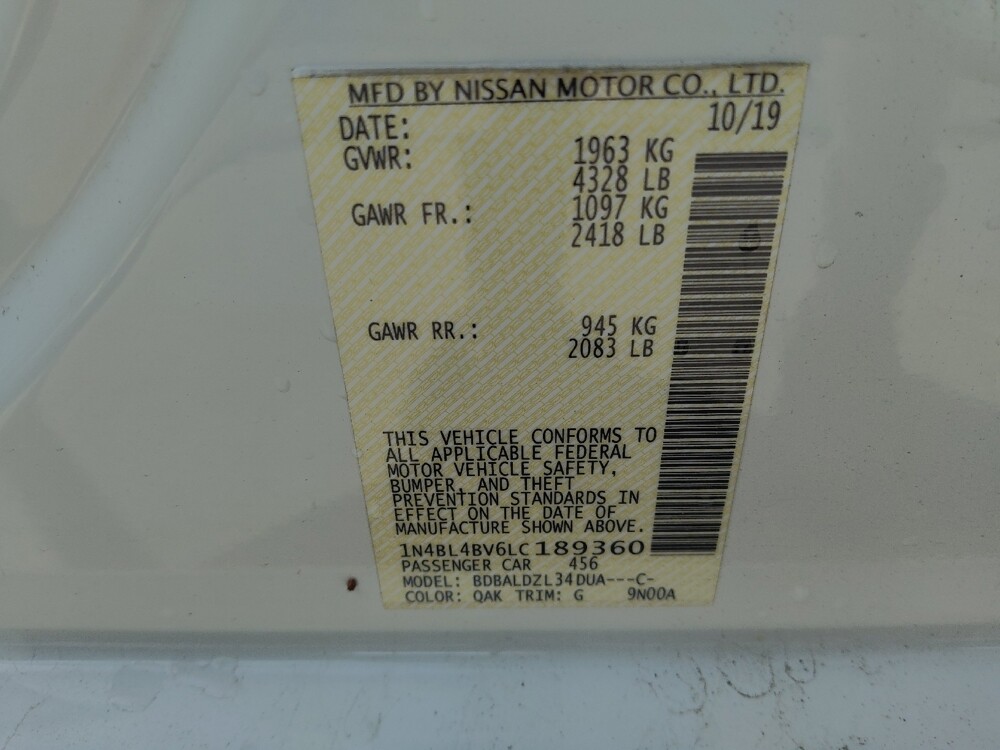 MFD BY NISSAN MOTOR CO., LTD.
DATE: 10/19
GVWR: 1963 KG
4328 LB
GAWR FR.: 1097 KG
2418 LB
GAWR RR.: 945 KG
2083 LB
THIS VEHICLE CONFORMS TO
ALL APPLICABLE FEDERAL
MOTOR VEHICLE SAFETY,
BUMPER, AND THEFT
PREVENTION STANDARDS IN
EFFECT ON THE DATE OF
MANUFACTURE SHOWN ABOVE.
1N4BL4BV6LC189360
PASSENGER CAR 456
MODEL: BDBALDZL34DUA---C-
COLOR: QAK TRIM: G 9N00A